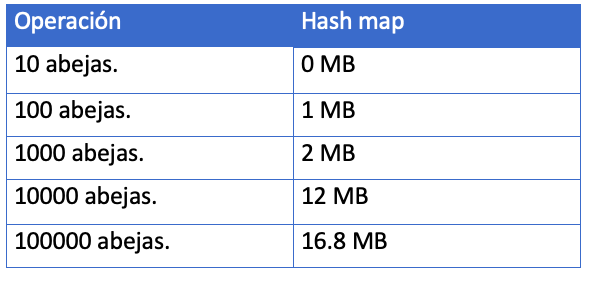 Operación Hash map
10 abejas. 0 MB
100 abejas. 1 MB
1000 abejas. 2 MB
10000 abejas. 12 MB
100000 abejas. 16.8 MB